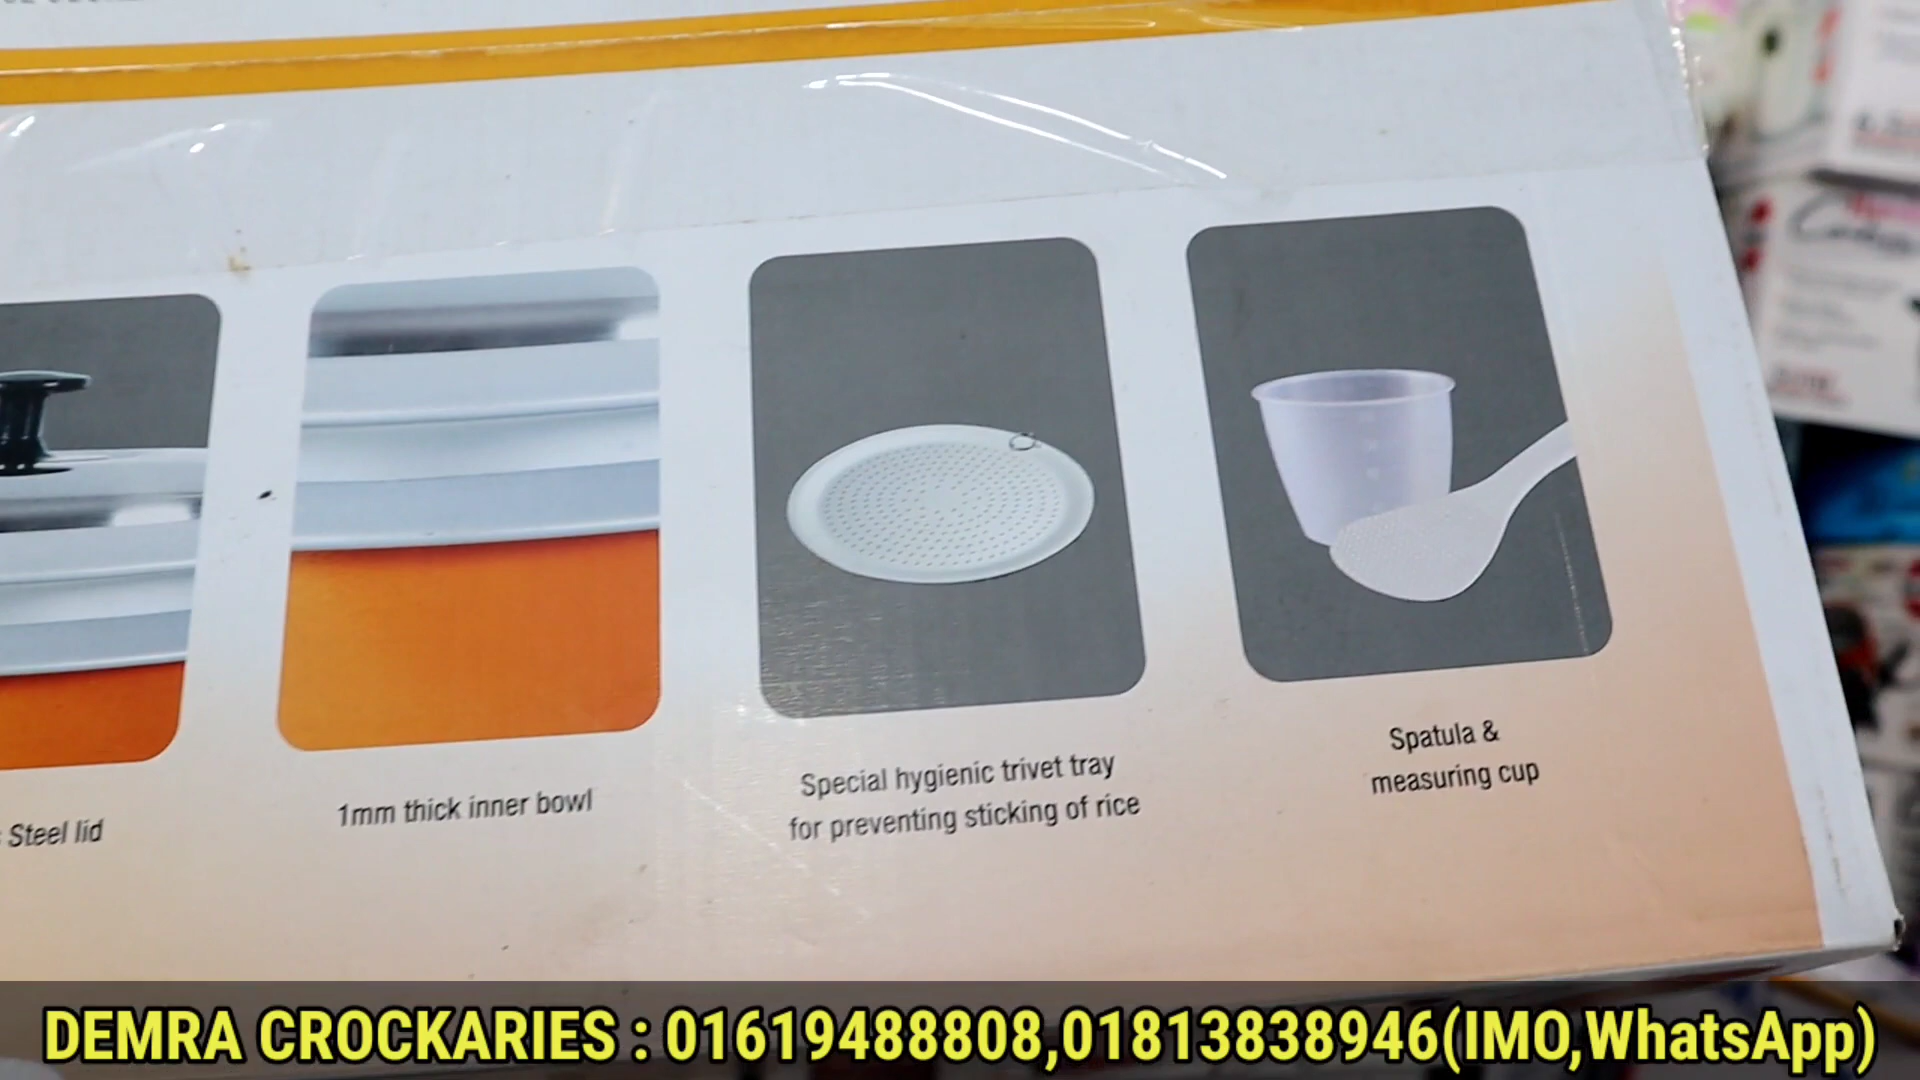 Steel lid
1mm thick inner bowl
Special hygienic trivet tray
for preventing sticking of rice
Spatula &
measuring cup
DEMRA CROCKARIES : 01619488808,01813838946(IMO,WhatsApp)